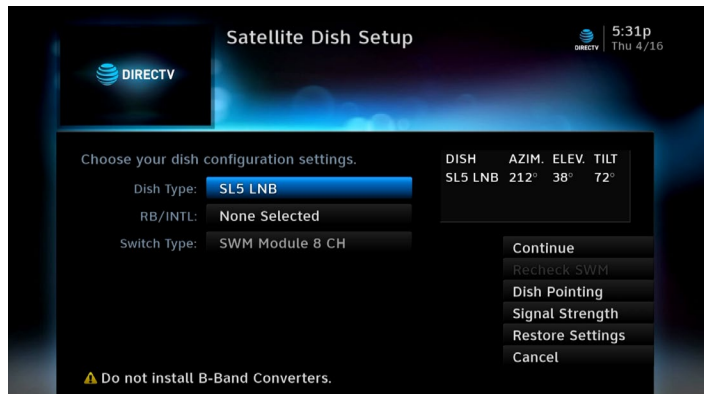 Satellite Dish Setup
DIRECTV
5:31p
Thu 4/16
DIRECTV
Choose your dish configuration settings.
Dish Type: SL5 LNB
RB/INTL: None Selected
Switch Type: SWM Module 8 CH
DISH AZIM. ELEV. TILT
SL5 LNB 212° 38° 72°
Continue
Recheck SWM
Dish Pointing
Signal Strength
Restore Settings
Cancel
Do not install B-Band Converters.